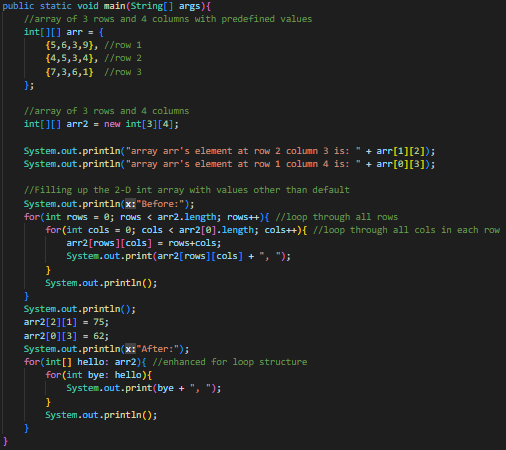 public static void main(String[] args){
//array of 3 rows and 4 columns with predefined values
int[][] arr = {
{5,6,3,9}, //row 1
{4,5,3,4}, //row 2
{7,3,6,1}  //row 3
};
//array of 3 rows and 4 columns
int[][] arr2 = new int[3][4];
System.out.println("array arr's element at row 2 column 3 is: " + arr[1][2]);
System.out.println("array arr's element at row 1 column 4 is: " + arr[0][3]);
//Filling up the 2-D int array with values other than default
System.out.println(x:"Before:");
for(int rows = 0; rows < arr2.length; rows++){ //loop through all rows
for(int cols = 0; cols < arr2[0].length; cols++){ //loop through all cols in each row
arr2[rows][cols] = rows+cols;
System.out.print(arr2[rows][cols] + ", ");
}
System.out.println();
}
System.out.println();
arr2[2][1] = 75;
arr2[0][3] = 62;
System.out.println(x:"After:");
for(int[] hello: arr2){ //enhanced for loop structure
for(int bye: hello){
System.out.print(bye + ", ");
}
System.out.println();
}
}